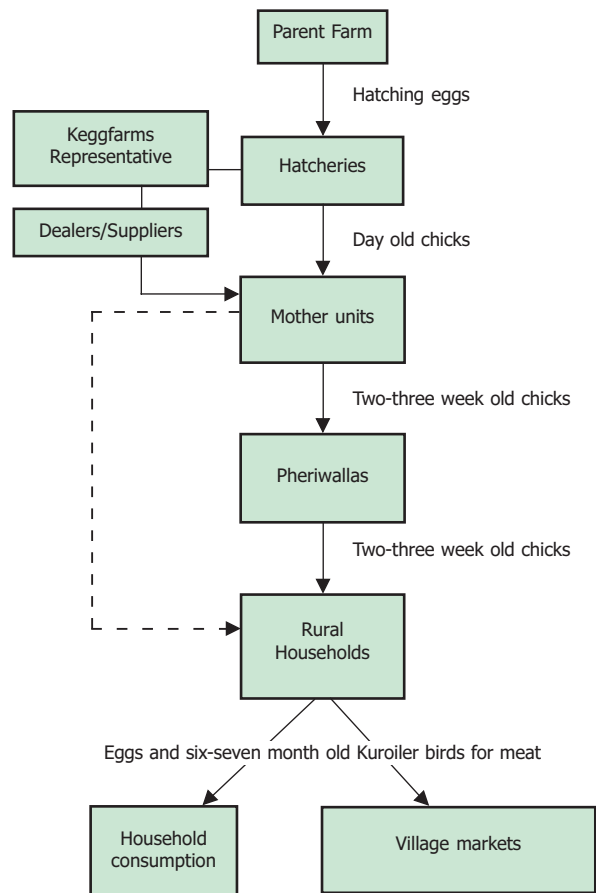 Parent Farm
Hatching eggs
Keggfarms
Representative
Hatcheries
Dealers/Suppliers
Day old chicks
Mother units
Two-three week old chicks
Pheriwallas
Two-three week old chicks
Rural
Households
Eggs and six-seven month old Kuroiler birds for meat
Household
consumption
Village markets